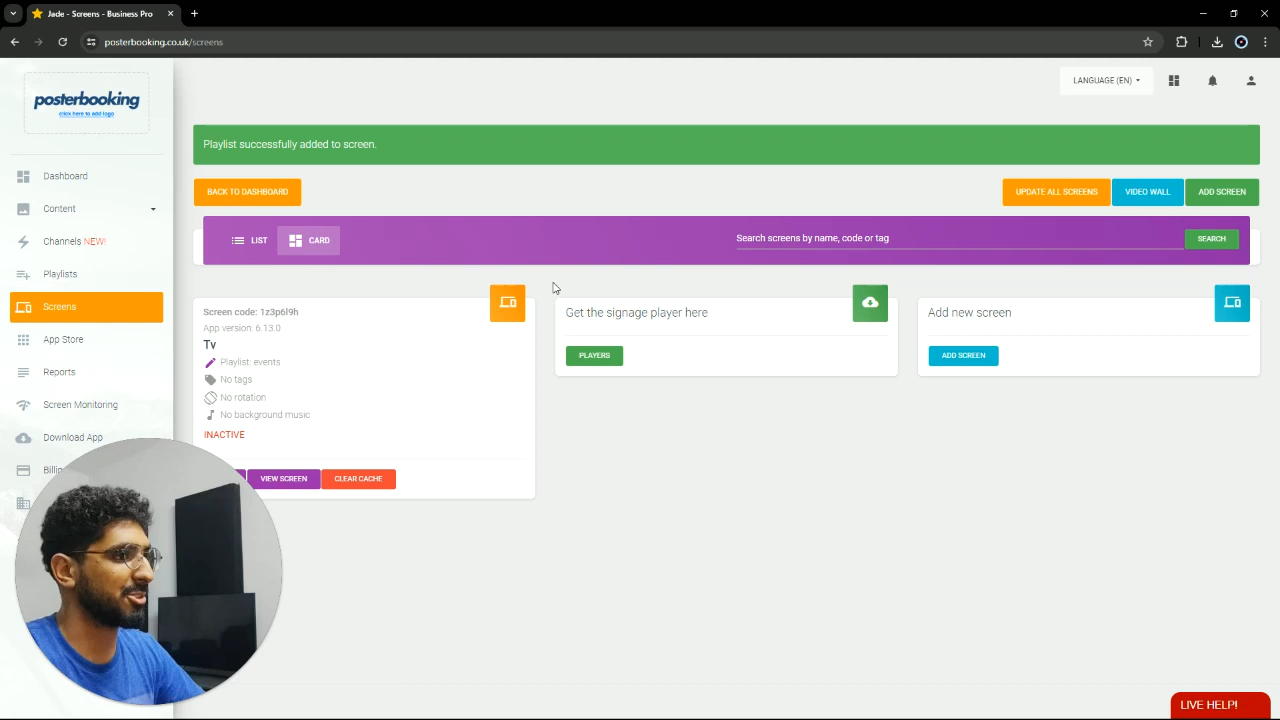 Jade - Screens - Business Pro
posterbooking.co.uk/screens
posterbooking
click here to add logo
Dashboard
Content
Channels NEW!
Playlists
Screens
App Store
Reports
Screen Monitoring
Download App
LANGUAGE (EN)
Playlist successfully added to screen.
BACK TO DASHBOARD
UPDATE ALL SCREENS
VIDEO WALL
ADD SCREEN
LIST
CARD
Search screens by name, code or tag
SEARCH
Screen code: 1z3p6l9h
App version: 6.13.0
Tv
Playlist: events
No tags
No rotation
No background music
INACTIVE
VIEW SCREEN
CLEAR CACHE
Get the signage player here
PLAYERS
Add new screen
ADD SCREEN
LIVE HELP!